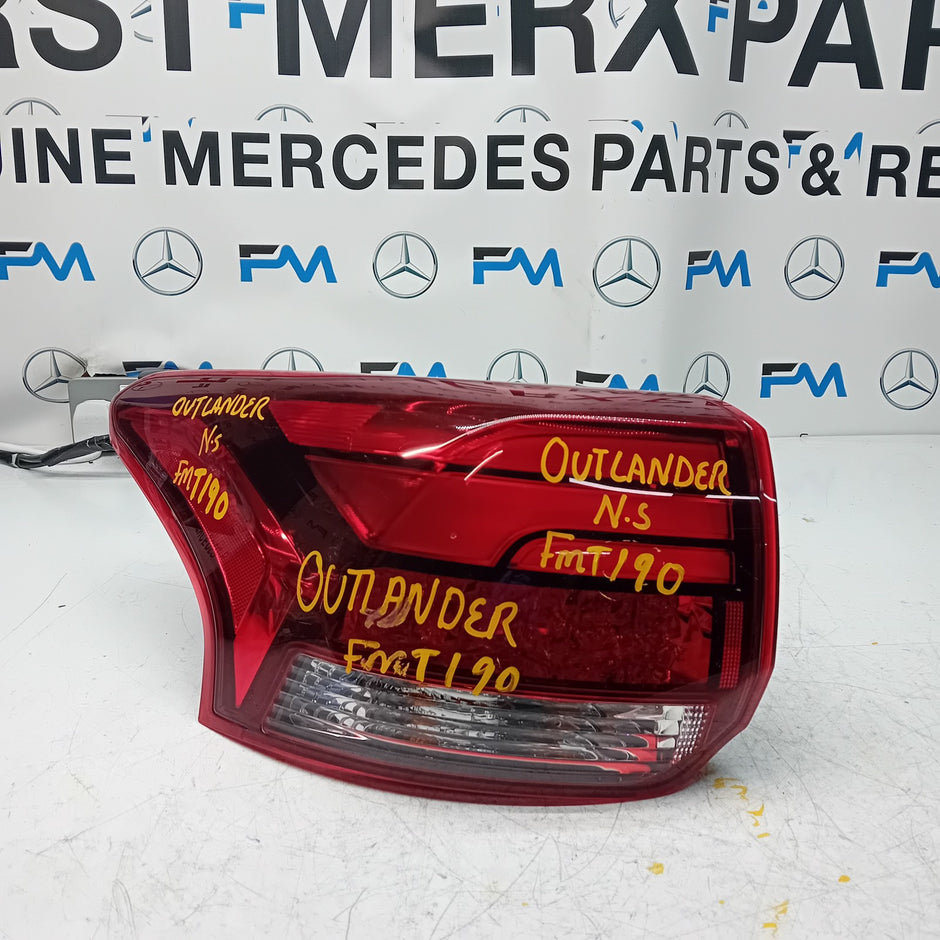 RST MERX PAR
UINE MERCEDES PARTS & RE
FM FM FM FM FM
FM FM FM FM
OUTLANDER
N.S
FMT190
OUTLANDER
N.S
FMT190
OUTLANDER
FMT190